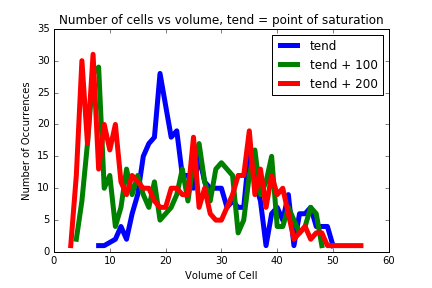 Number of cells vs volume, tend = point of saturation
35
30
25
20
15
10
5
0
Number of Occurrences
tend
tend + 100
tend + 200
0 10 20 30 40 50 60
Volume of Cell